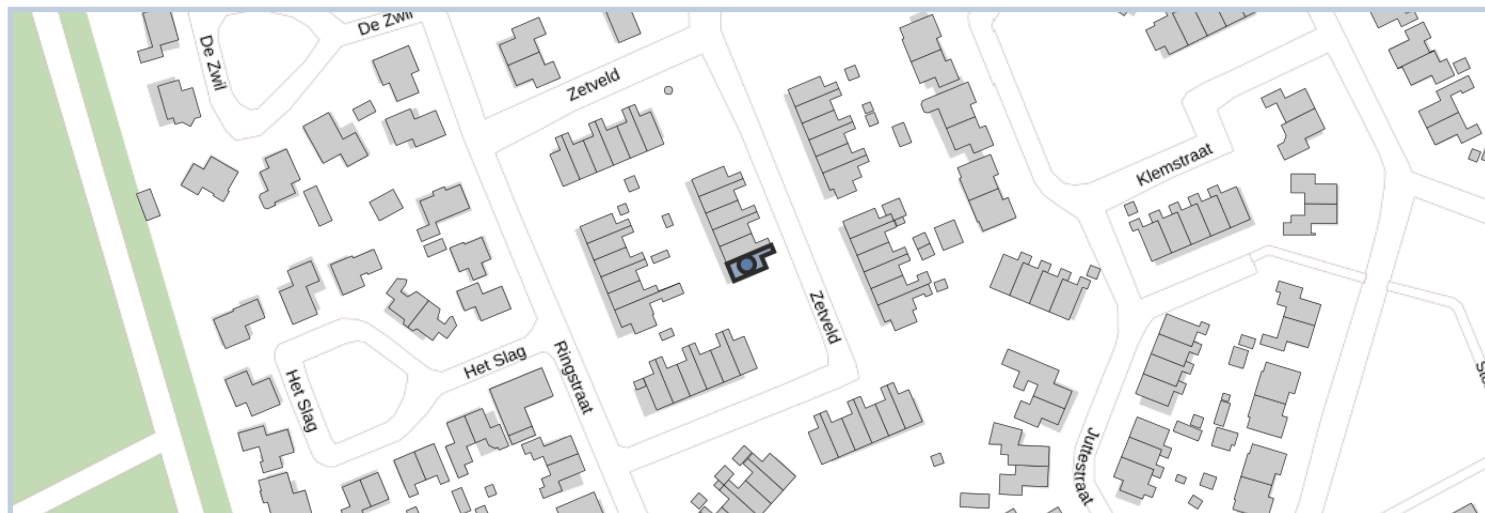 De Zwil
De Zwil
Zetveld
Klemstraat
Zetveld
Het Slag
Ringstraat
Het Slag
Juttestraat